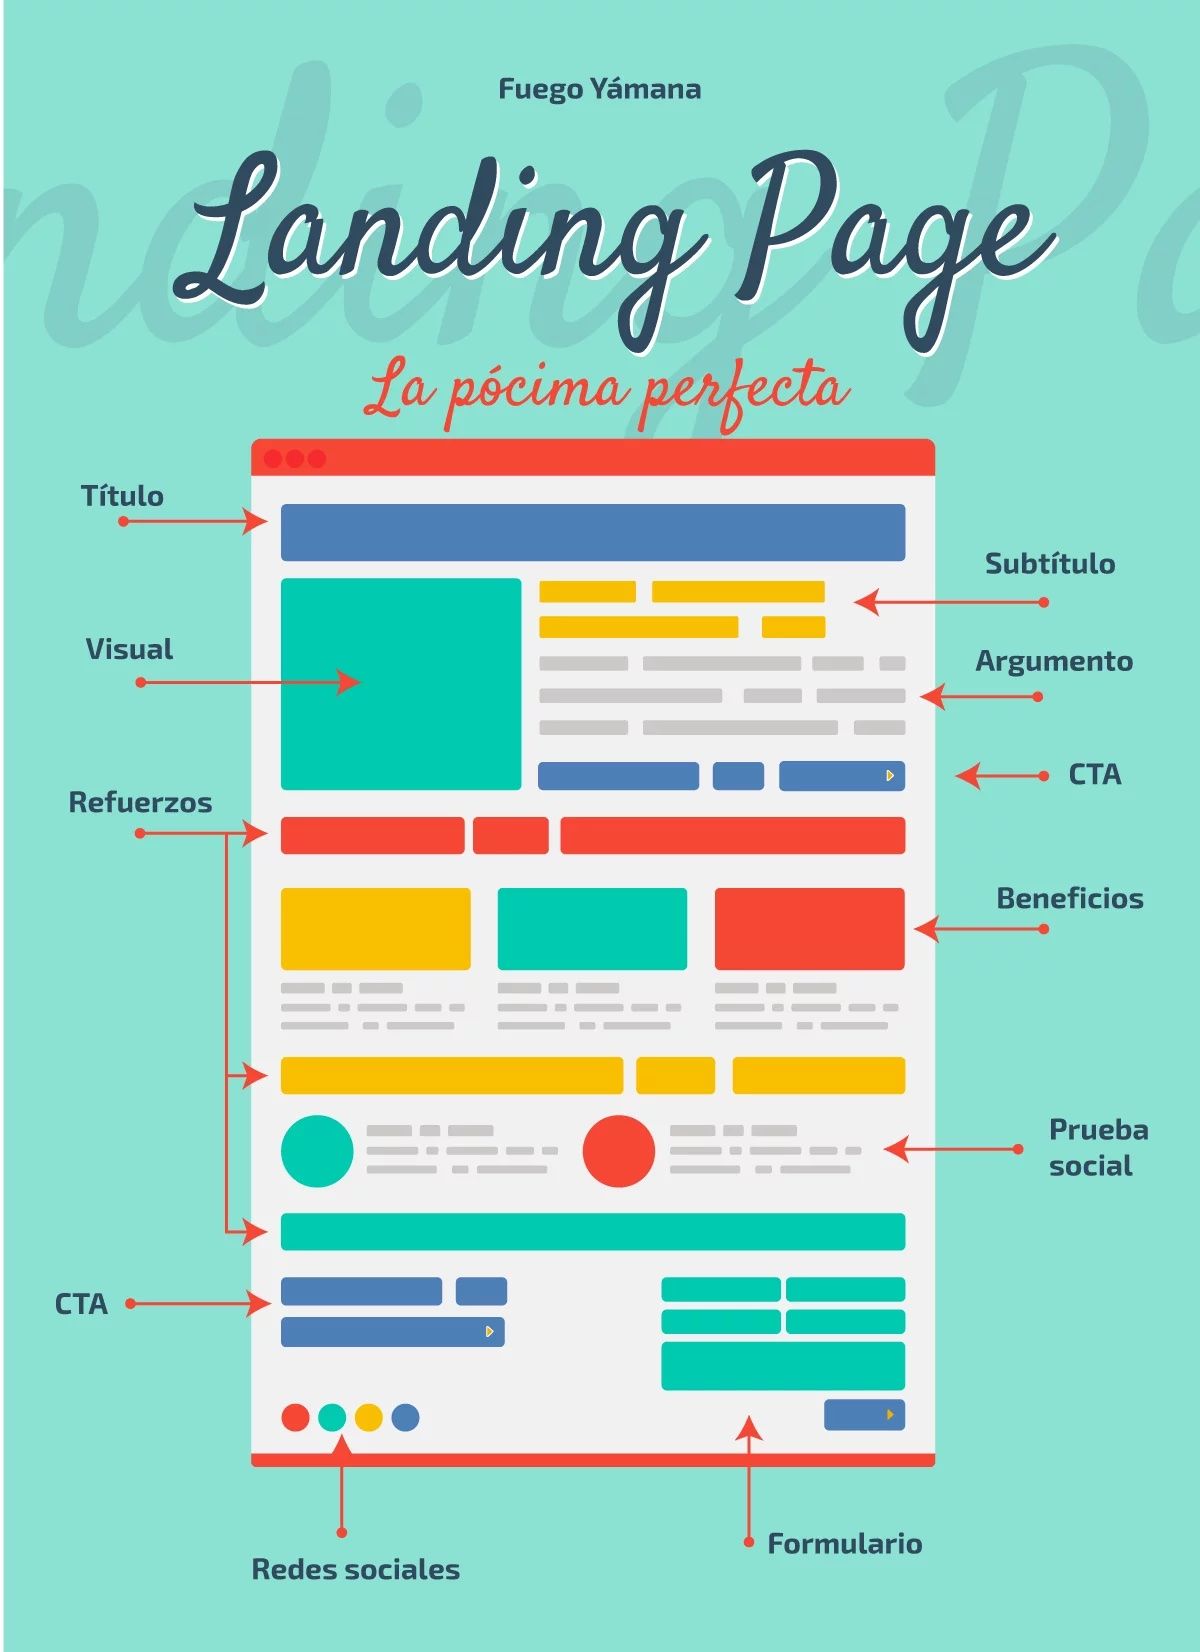 Fuego Yámana
Landing Page
La pócima perfecta
Título
Subtítulo
Visual
Argumento
CTA
Refuerzos
Beneficios
Prueba
social
CTA
Formulario
Redes sociales